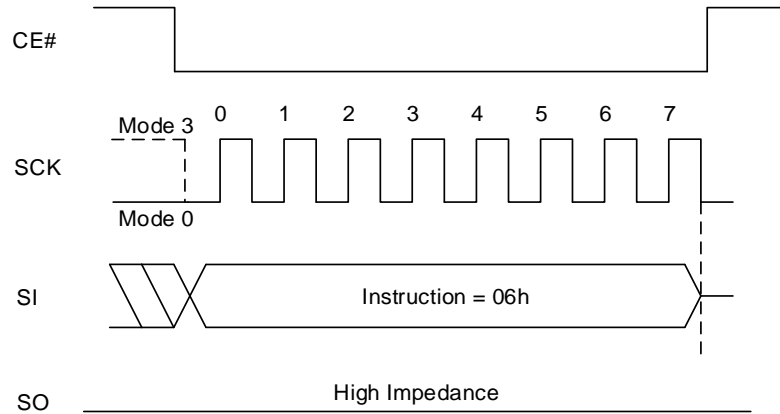 CE#
0 1 2 3 4 5 6 7
Mode 3
SCK
Mode 0
SI
Instruction = 06h
High Impedance
SO